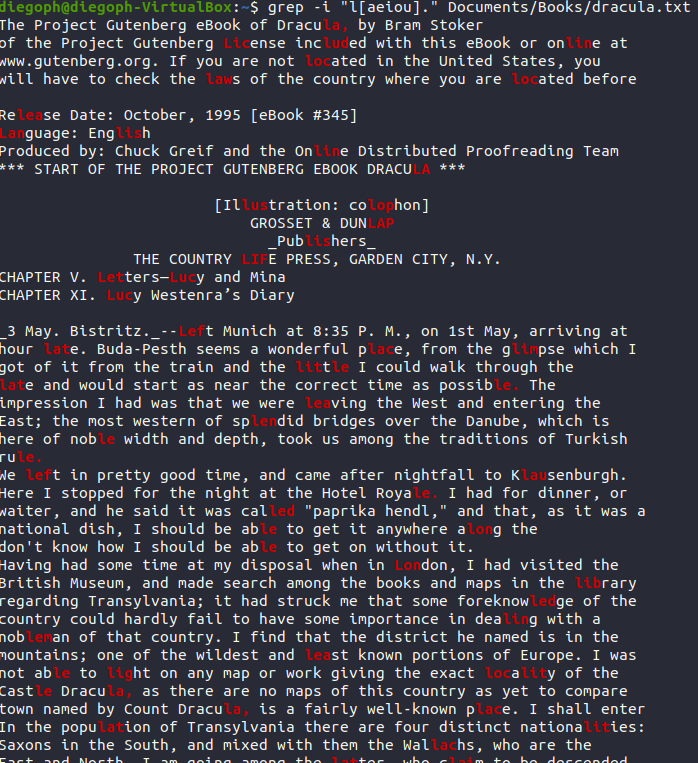 diegoph@diegoph-VirtualBox:~$ grep -i "l[aeiou]." Documents/Books/dracula.txt
The Project Gutenberg eBook of Dracula, by Bram Stoker
of the Project Gutenberg License included with this eBook or online at
www.gutenberg.org. If you are not located in the United States, you
will have to check the laws of the country where you are located before
Release Date: October, 1995 [eBook #345]
Language: English
Produced by: Chuck Greif and the Online Distributed Proofreading Team
*** START OF THE PROJECT GUTENBERG EBOOK DRACULA ***
[Illustration: colophon]
GROSSET & DUNLAP
_Publishers_
THE COUNTRY LIFE PRESS, GARDEN CITY, N.Y.
CHAPTER V. Letters—Lucy and Mina
CHAPTER XI. Lucy Westenra’s Diary
_3 May. Bistritz._--Left Munich at 8:35 P. M., on 1st May, arriving at
hour late. Buda-Pesth seems a wonderful place, from the glimpse which I
got of it from the train and the little I could walk through the
late and would start as near the correct time as possible. The
impression I had was that we were leaving the West and entering the
East; the most western of splendid bridges over the Danube, which is
here of noble width and depth, took us among the traditions of Turkish
rule.
We left in pretty good time, and came after nightfall to Klausenburgh.
Here I stopped for the night at the Hotel Royale. I had for dinner, or
waiter, and he said it was called "paprika hendl," and that, as it was a
national dish, I should be able to get it anywhere along the
don't know how I should be able to get on without it.
Having had some time at my disposal when in London, I had visited the
British Museum, and made search among the books and maps in the library
regarding Transylvania; it had struck me that some foreknowledge of the
country could hardly fail to have some importance in dealing with a
nobleman of that country. I find that the district he named is in the
mountains; one of the wildest and least known portions of Europe. I was
not able to light on any map or work giving the exact locality of the
Castle Dracula, as there are no maps of this country as yet to compare
town named by Count Dracula, is a fairly well-known place. I shall enter
In the population of Transylvania there are four distinct nationalities:
Saxons in the South, and mixed with them the Wallachs, who are the
East and North. I am going among the latter, who claim to be descended